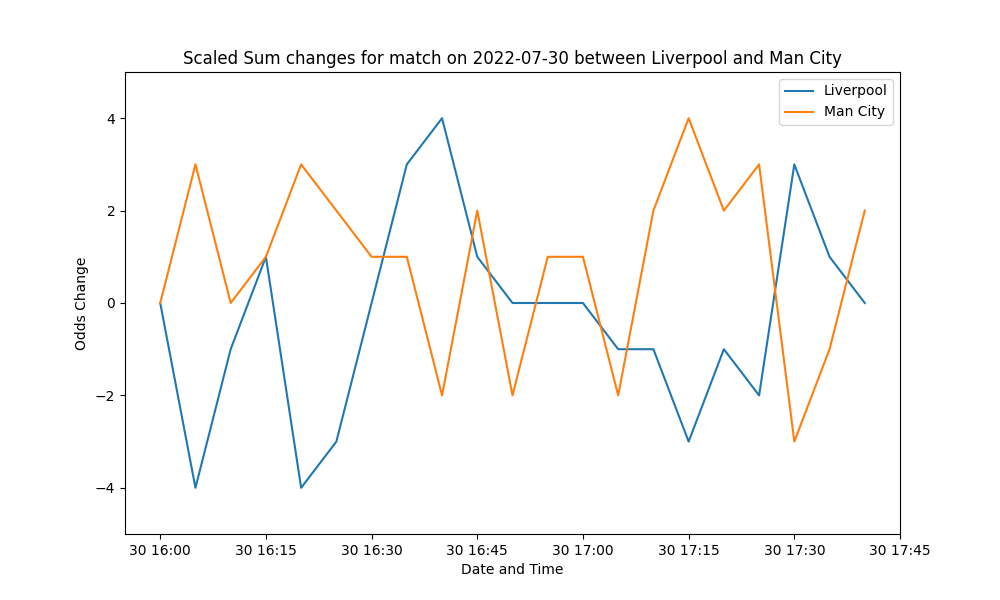 Scaled Sum changes for match on 2022-07-30 between Liverpool and Man City
Liverpool
Man City
Odds Change
4
2
0
−2
−4
30 16:00 30 16:15 30 16:30 30 16:45 30 17:00 30 17:15 30 17:30 30 17:45
Date and Time